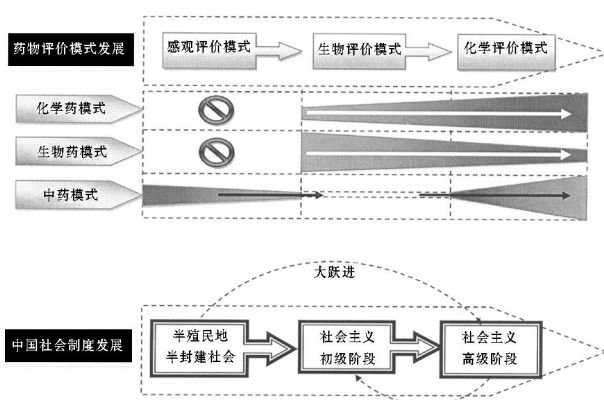 药物评价模式发展
感观评价模式
生物评价模式
化学评价模式
化学药模式
生物药模式
中药模式
大跃进
中国社会制度发展
半殖民地
半封建社会
社会主义
初级阶段
社会主义
高级阶段